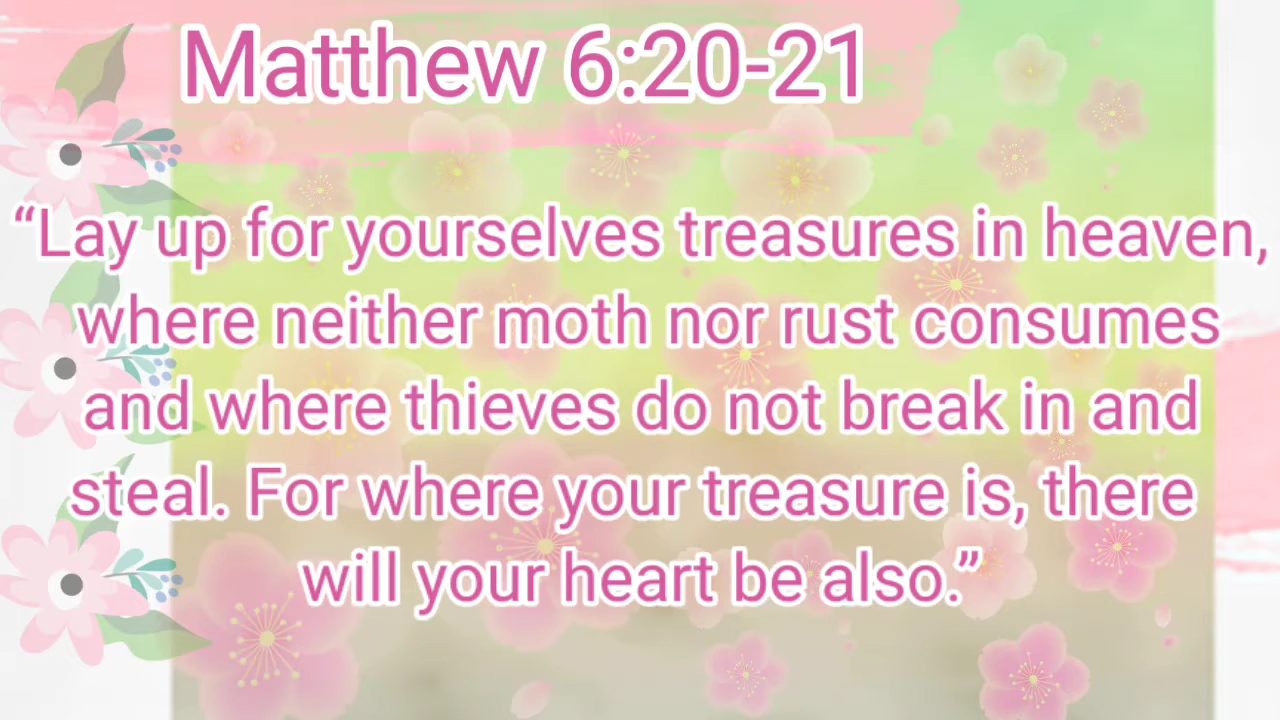 Matthew 6:20-21
“Lay up for yourselves treasures in heaven,
where neither moth nor rust consumes
and where thieves do not break in and
steal. For where your treasure is, there
will your heart be also.”